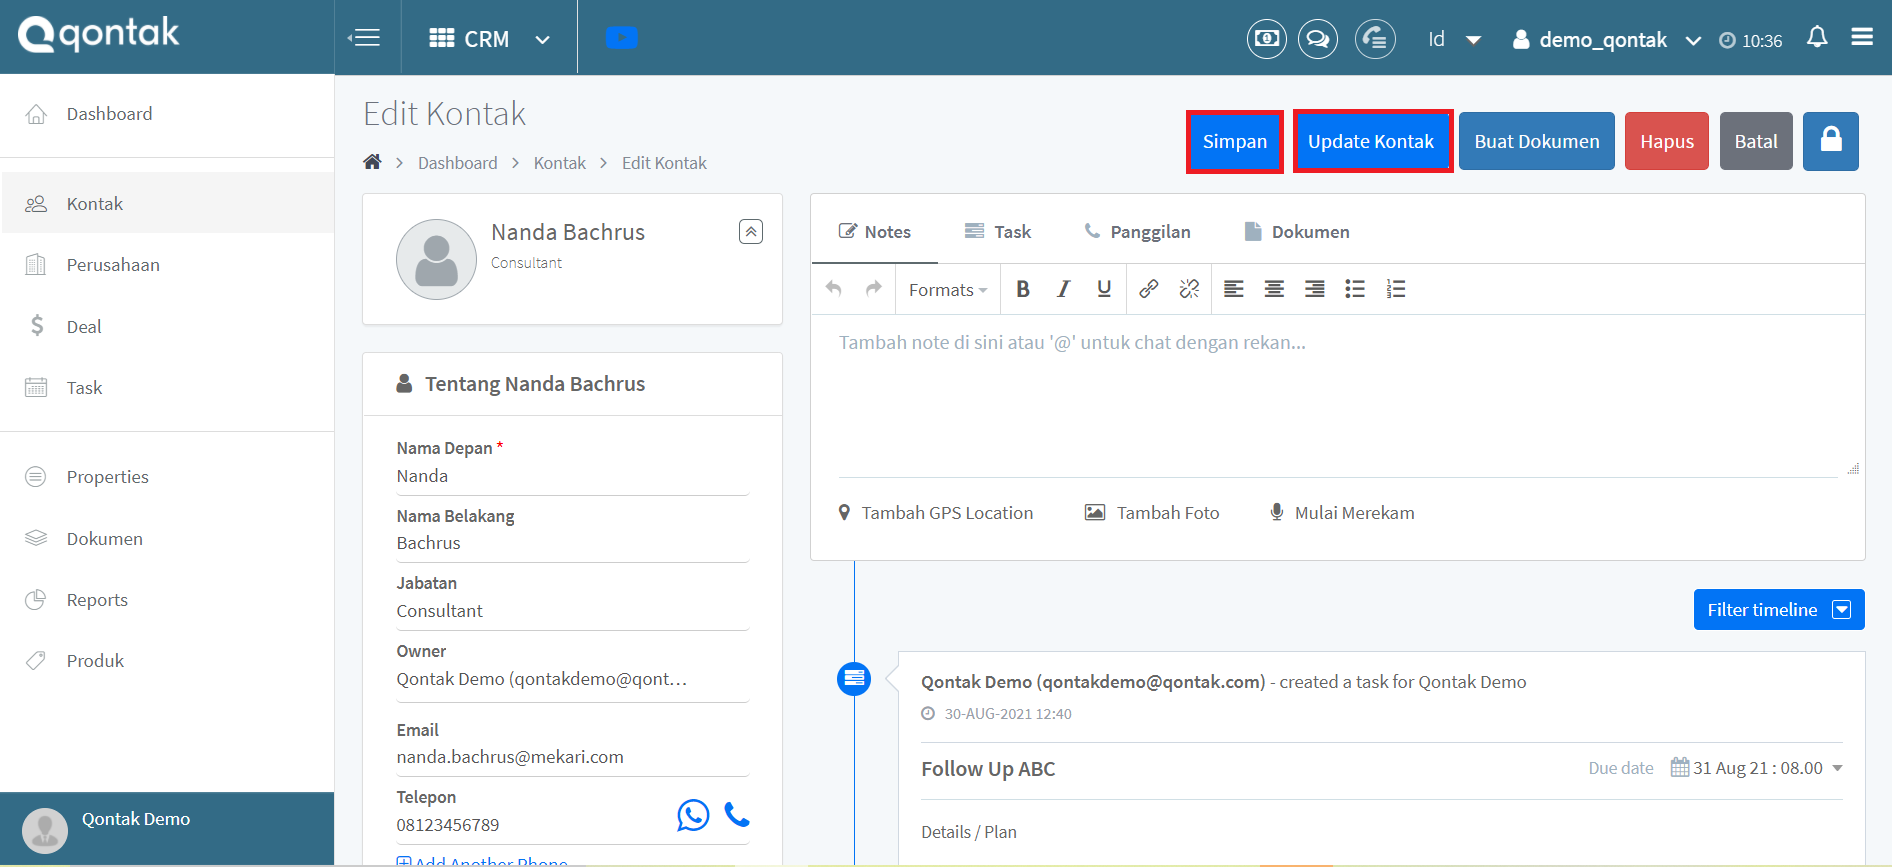 qontak
CRM
Id
demo_qontak
10:36
Dashboard
Kontak
Perusahaan
Deal
Task
Properties
Dokumen
Reports
Produk
Qontak Demo
Edit Kontak
Dashboard > Kontak > Edit Kontak
Simpan
Update Kontak
Buat Dokumen
Hapus
Batal
Nanda Bachrus
Consultant
Tentang Nanda Bachrus
Nama Depan *
Nanda
Nama Belakang
Bachrus
Jabatan
Consultant
Owner
Qontak Demo (qontakdemo@qont...
Email
nanda.bachrus@mekari.com
Telepon
08123456789
Add Another Phone
Notes
Task
Panggilan
Dokumen
Formats
B I U
Tambah note di sini atau '@' untuk chat dengan rekan...
Tambah GPS Location
Tambah Foto
Mulai Merekam
Filter timeline
Qontak Demo (qontakdemo@qontak.com) - created a task for Qontak Demo
30-AUG-2021 12:40
Follow Up ABC
Due date 31 Aug 21 : 08.00
Details / Plan